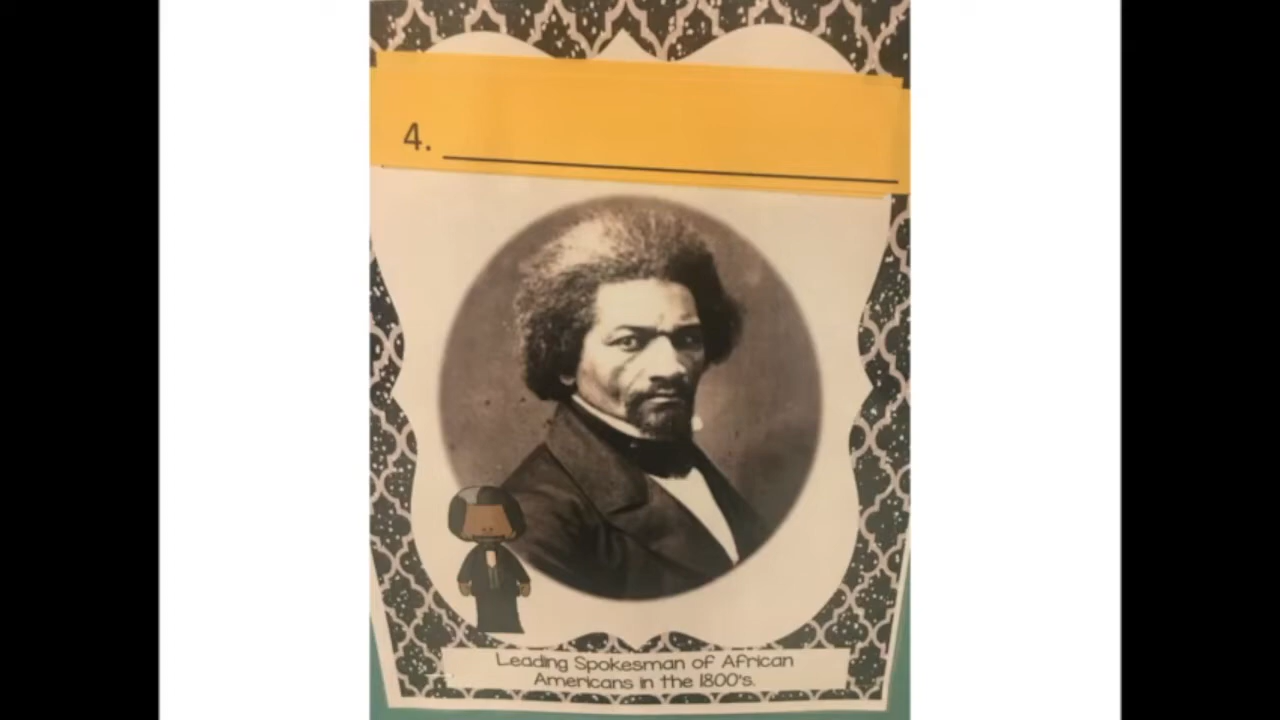 4.
Leading Spokesman of African
Americans in the 1800's.